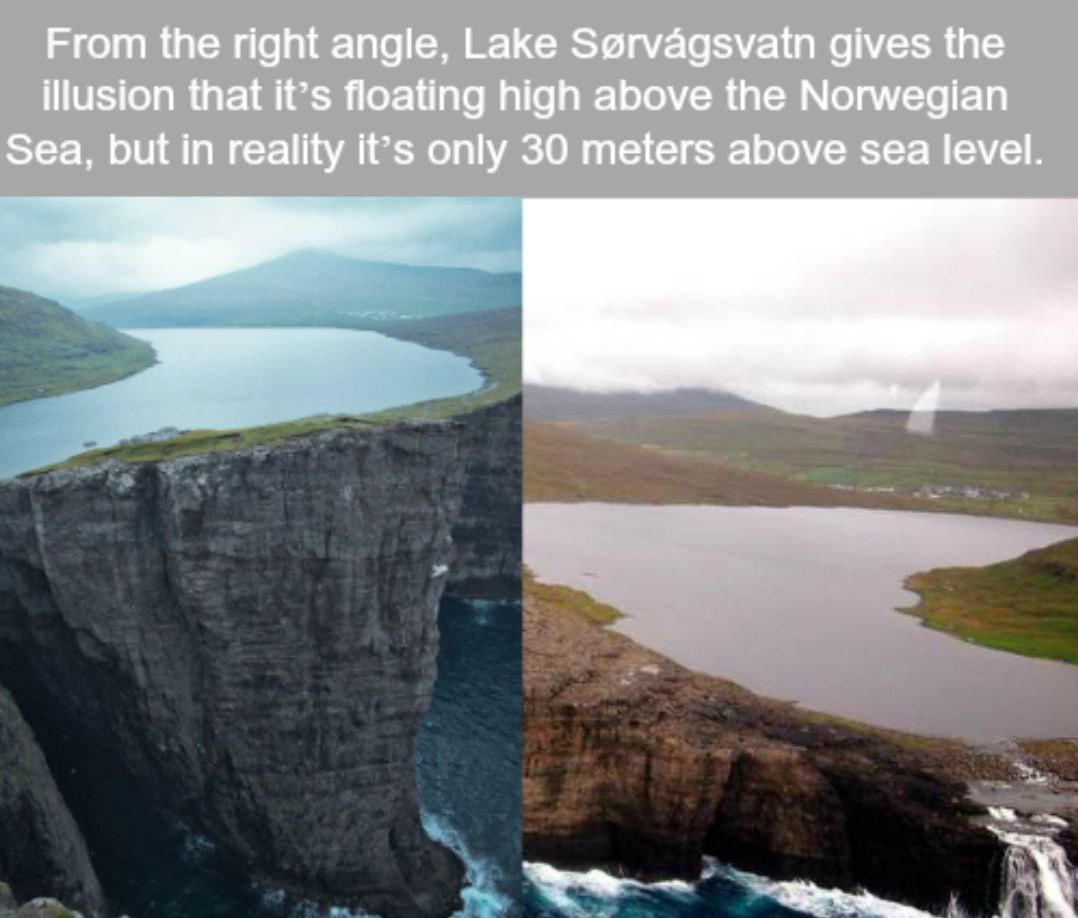 From the right angle, Lake Sørvágsvatn gives the
illusion that it’s floating high above the Norwegian
Sea, but in reality it’s only 30 meters above sea level.